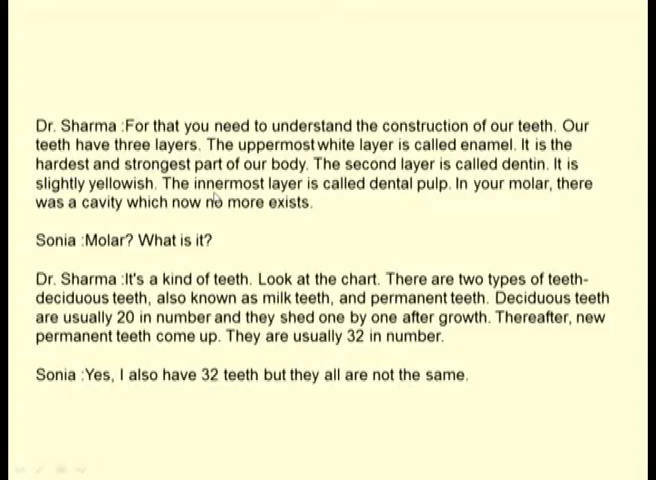 Dr. Sharma :For that you need to understand the construction of our teeth. Our
teeth have three layers. The uppermost white layer is called enamel. It is the
hardest and strongest part of our body. The second layer is called dentin. It is
slightly yellowish. The innermost layer is called dental pulp. In your molar, there
was a cavity which now no more exists.
Sonia :Molar? What is it?
Dr. Sharma :It's a kind of teeth. Look at the chart. There are two types of teeth-
deciduous teeth, also known as milk teeth, and permanent teeth. Deciduous teeth
are usually 20 in number and they shed one by one after growth. Thereafter, new
permanent teeth come up. They are usually 32 in number.
Sonia :Yes, I also have 32 teeth but they all are not the same.